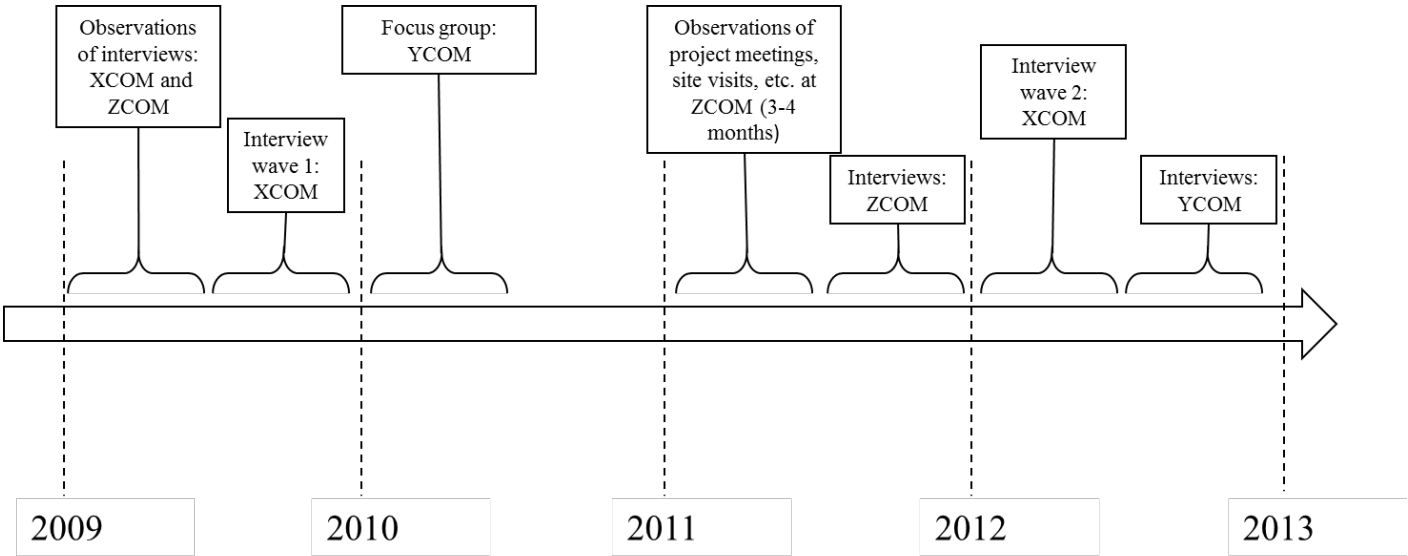 Observations
of interviews:
XCOM and
ZCOM
Interview
wave 1:
XCOM
Focus group:
YCOM
Observations of
project meetings,
site visits, etc. at
ZCOM (3-4
months)
Interviews:
ZCOM
Interview
wave 2:
XCOM
Interviews:
YCOM
2009
2010
2011
2012
2013